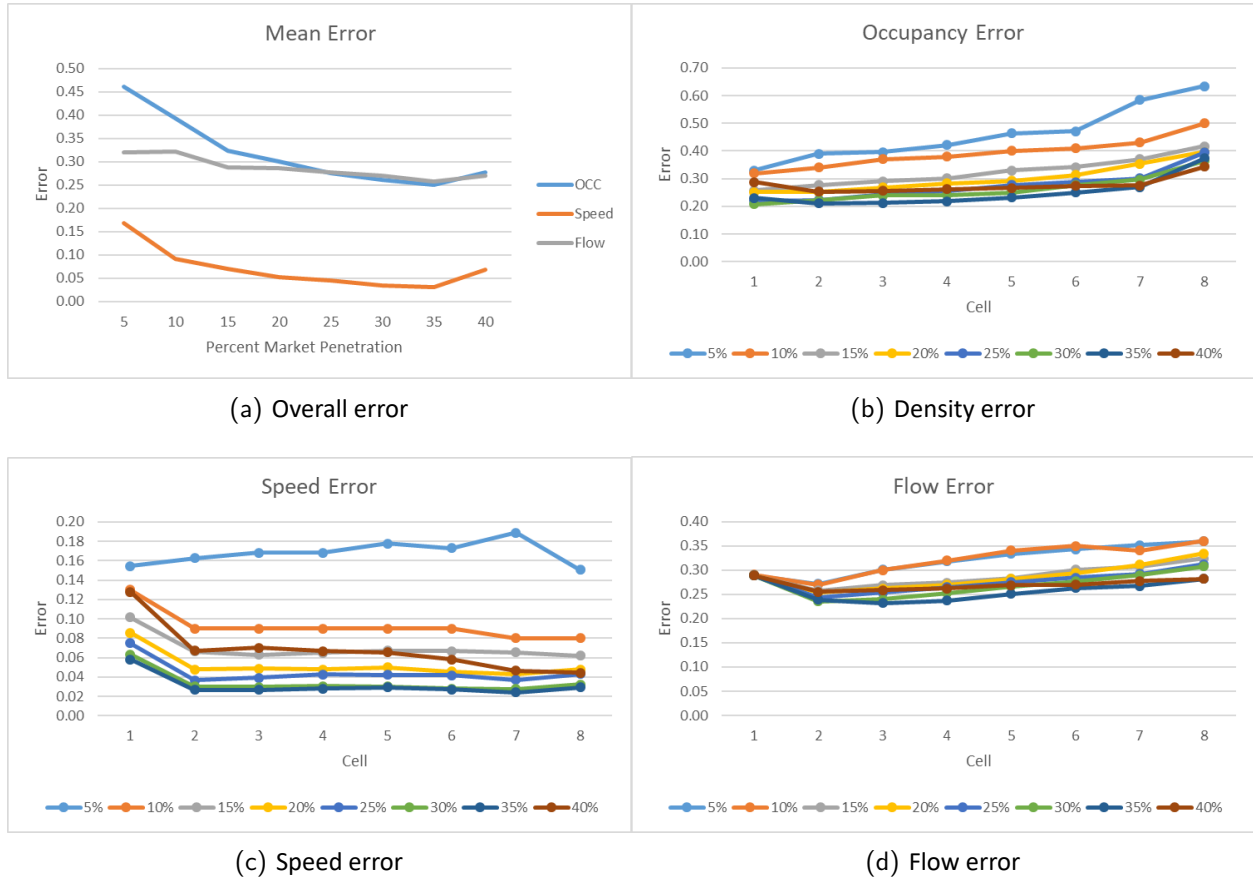 Mean Error
0.50
0.45
0.40
0.35
0.30
0.25
0.20
0.15
0.10
0.05
0.00
Error
5 10 15 20 25 30 35 40
Percent Market Penetration
OCC
Speed
Flow
(a) Overall error
Occupancy Error
0.70
0.60
0.50
0.40
0.30
0.20
0.10
0.00
Error
1 2 3 4 5 6 7 8
Cell
5% 10% 15% 20% 25% 30% 35% 40%
(b) Density error
Speed Error
0.20
0.18
0.16
0.14
0.12
0.10
0.08
0.06
0.04
0.02
0.00
Error
1 2 3 4 5 6 7 8
Cell
5% 10% 15% 20% 25% 30% 35% 40%
(c) Speed error
Flow Error
0.40
0.35
0.30
0.25
0.20
0.15
0.10
0.05
0.00
Error
1 2 3 4 5 6 7 8
Cell
5% 10% 15% 20% 25% 30% 35% 40%
(d) Flow error